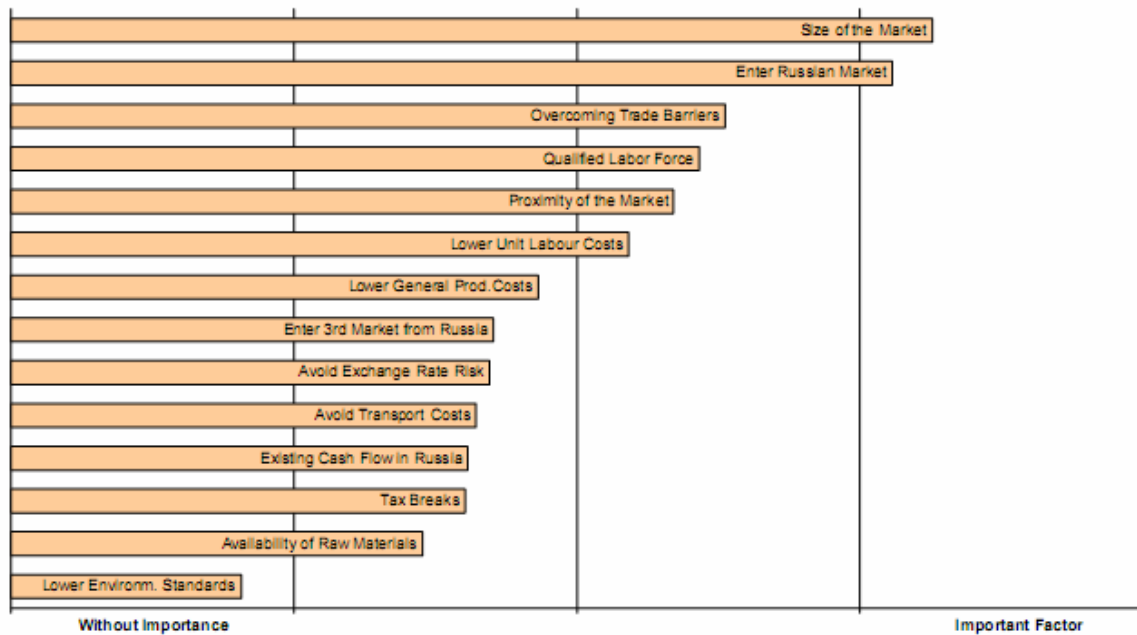 Size of the Market
Enter Russian Market
Overcoming Trade Barriers
Qualified Labor Force
Proximity of the Market
Lower Unit Labour Costs
Lower General Prod.Costs
Enter 3rd Market from Russia
Avoid Exchange Rate Risk
Avoid Transport Costs
Existing Cash Flow in Russia
Tax Breaks
Availability of Raw Materials
Lower Environm. Standards
Without Importance Important Factor